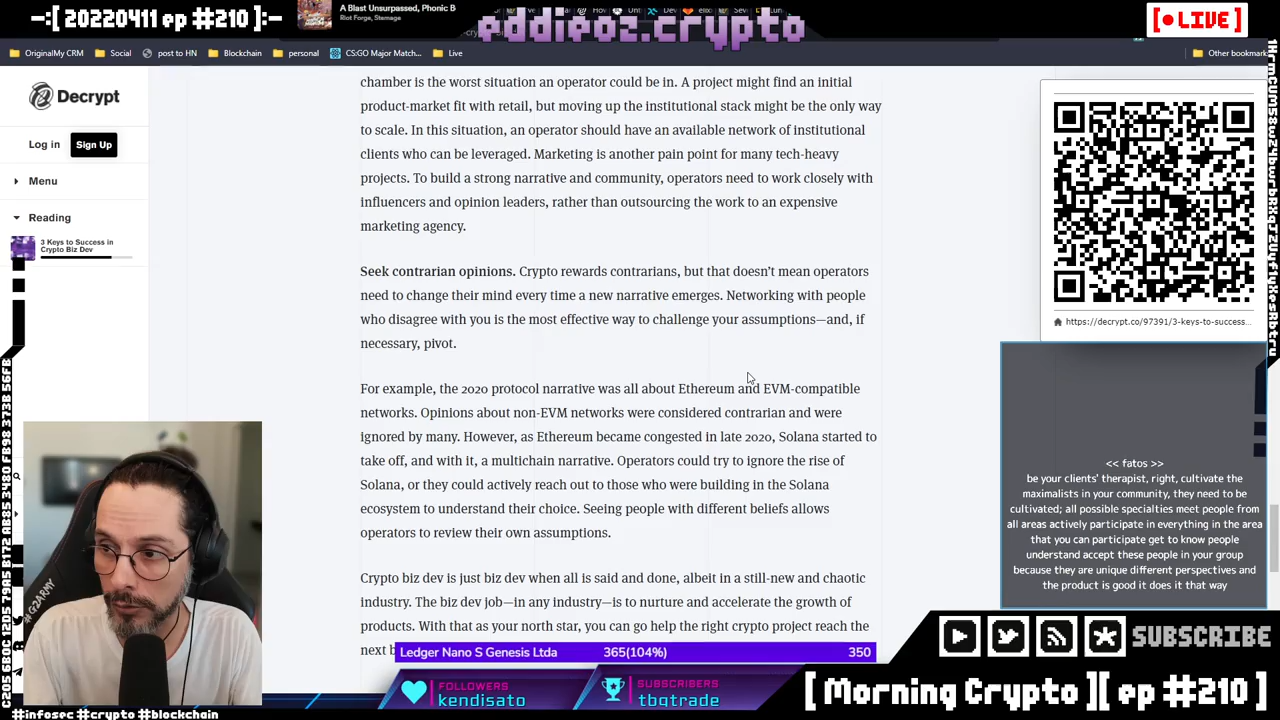 -:[ 20220411 ep #210 ]:-
A Blast Unsurpassed, Phonic B
Riot Forge, Stemage
eddieoz.crypto
[ LIVE ]
OriginalMy CRM
Social
post to HN
Blockchain
personal
CS:GO Major Match...
Live
Other bookmark
Decrypt
Log in
Sign Up
Menu
Reading
3 Keys to Success in
Crypto Biz Dev
chamber is the worst situation an operator could be in. A project might find an initial
product-market fit with retail, but moving up the institutional stack might be the only way
to scale. In this situation, an operator should have an available network of institutional
clients who can be leveraged. Marketing is another pain point for many tech-heavy
projects. To build a strong narrative and community, operators need to work closely with
influencers and opinion leaders, rather than outsourcing the work to an expensive
marketing agency.
Seek contrarian opinions. Crypto rewards contrarians, but that doesn’t mean operators
need to change their mind every time a new narrative emerges. Networking with people
who disagree with you is the most effective way to challenge your assumptions—and, if
necessary, pivot.
For example, the 2020 protocol narrative was all about Ethereum and EVM-compatible
networks. Opinions about non-EVM networks were considered contrarian and were
ignored by many. However, as Ethereum became congested in late 2020, Solana started to
take off, and with it, a multichain narrative. Operators could try to ignore the rise of
Solana, or they could actively reach out to those who were building in the Solana
ecosystem to understand their choice. Seeing people with different beliefs allows
operators to review their own assumptions.
Crypto biz dev is just biz dev when all is said and done, albeit in a still-new and chaotic
industry. The biz dev job—in any industry—is to nurture and accelerate the growth of
products. With that as your north star, you can go help the right crypto project reach the
next b
https://decrypt.co/97391/3-keys-to-success...
<< fatos >>
be your clients' therapist, right, cultivate the
maximalists in your community, they need to be
cultivated; all possible specialties meet people from
all areas actively participate in everything in the area
that you can participate get to know people
understand accept these people in your group
because they are unique different perspectives and
the product is good it does it that way
Ledger Nano S Genesis Ltda 365(104%) 350
FOLLOWERS
kendisato
SUBSCRIBERS
tbgtrade
SUBSCRIBE
[ Morning Crypto ][ ep #210 ]
#infosec #crypto #blockchain